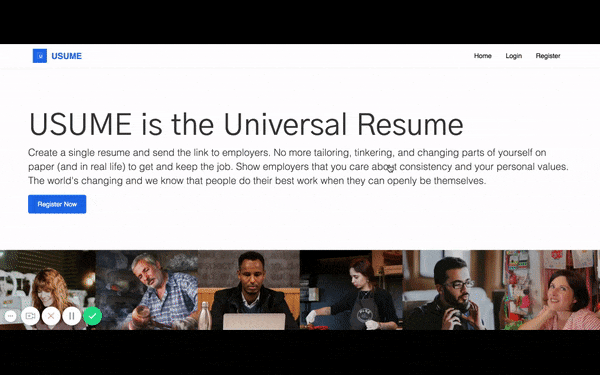 U USUME
Home Login Register
USUME is the Universal Resume
Create a single resume and send the link to employers. No more tailoring, tinkering, and changing parts of yourself on
paper (and in real life) to get and keep the job. Show employers that you care about consistency and your personal values.
The world's changing and we know that people do their best work when they can openly be themselves.
Register Now